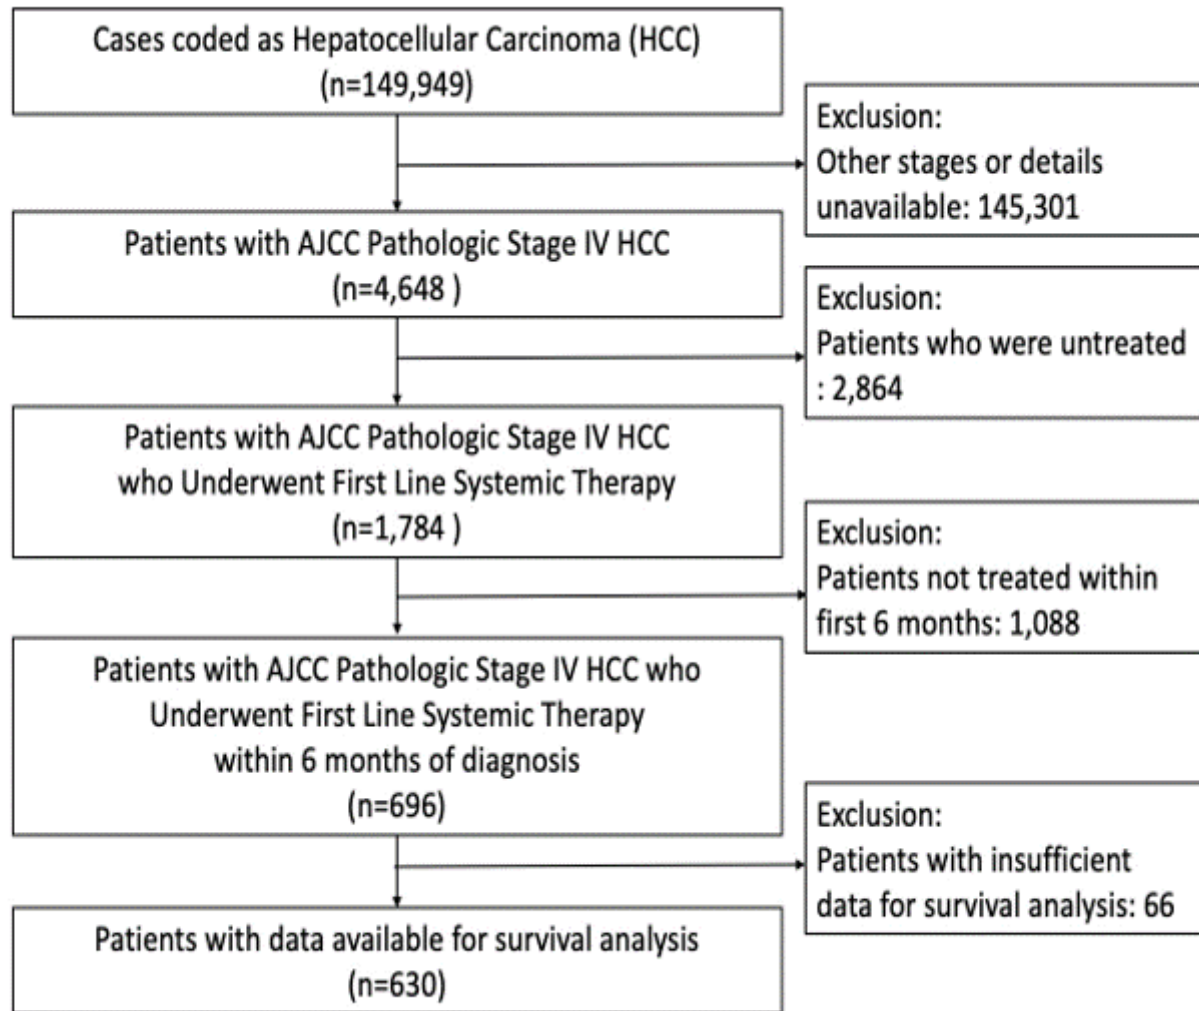 Cases coded as Hepatocellular Carcinoma (HCC)
(n=149,949)
Exclusion:
Other stages or details
unavailable: 145,301
Patients with AJCC Pathologic Stage IV HCC
(n=4,648 )
Exclusion:
Patients who were untreated
: 2,864
Patients with AJCC Pathologic Stage IV HCC
who Underwent First Line Systemic Therapy
(n=1,784 )
Exclusion:
Patients not treated within
first 6 months: 1,088
Patients with AJCC Pathologic Stage IV HCC who
Underwent First Line Systemic Therapy
within 6 months of diagnosis
(n=696)
Exclusion:
Patients with insufficient
data for survival analysis: 66
Patients with data available for survival analysis
(n=630)